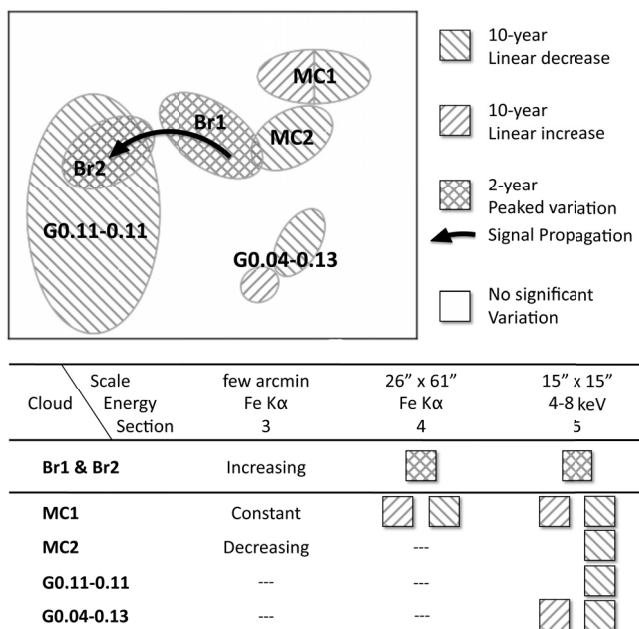 MC1
Br1
MC2
Br2
G0.11-0.11
G0.04-0.13
10-year
Linear decrease
10-year
Linear increase
2-year
Peaked variation
Signal Propagation
No significant
Variation
Scale few arcmin 26” x 61” 15” x 15”
Cloud Energy Fe Kα Fe Kα 4-8 keV
Section 3 4 5
Br1 & Br2 Increasing
MC1 Constant
MC2 Decreasing ---
G0.11-0.11 --- ---
G0.04-0.13 --- ---